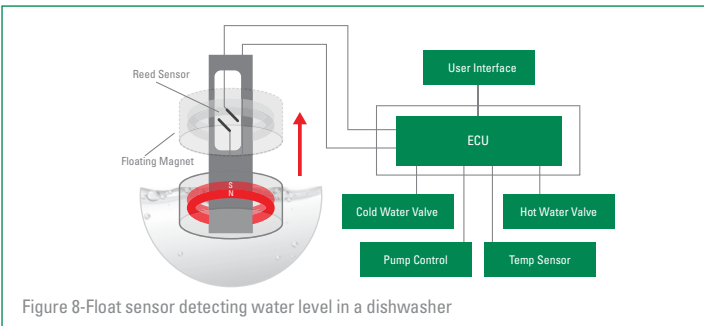 Reed Sensor
Floating Magnet
S
N
User Interface
ECU
Cold Water Valve
Hot Water Valve
Pump Control
Temp Sensor
Figure 8-Float sensor detecting water level in a dishwasher